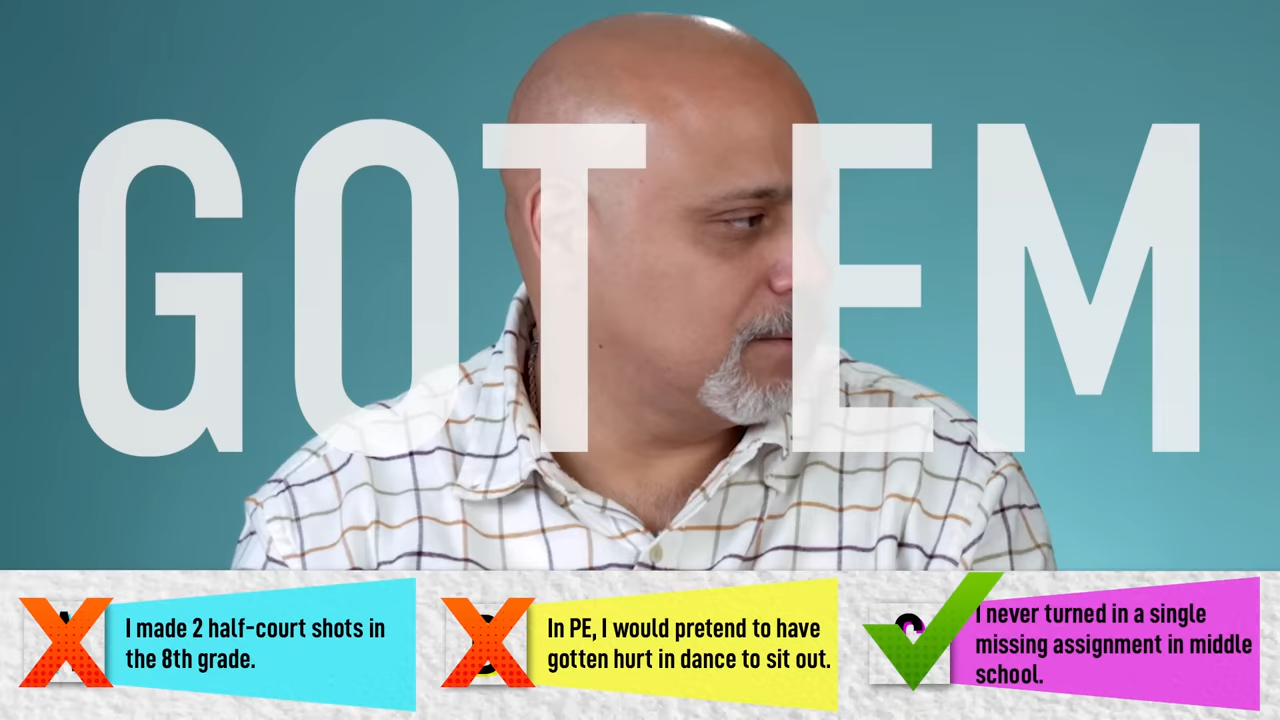 GOT EM
I made 2 half-court shots in
the 8th grade.
In PE, I would pretend to have
gotten hurt in dance to sit out.
I never turned in a single
missing assignment in middle
school.